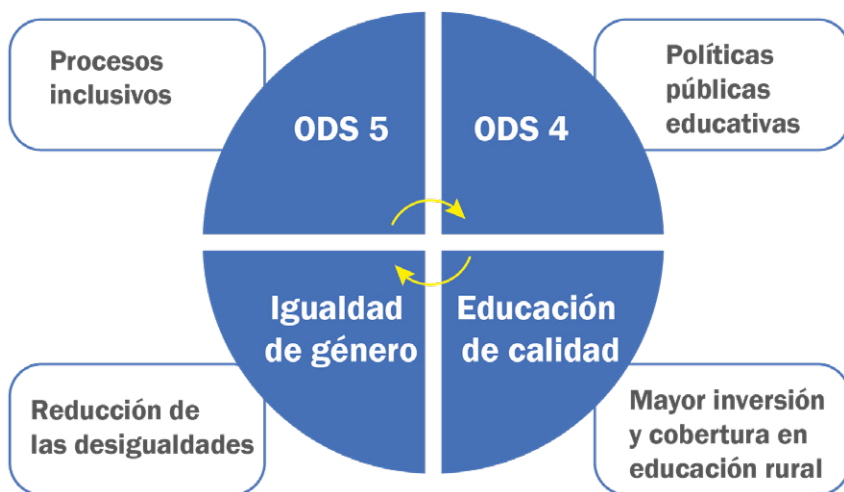 Procesos
inclusivos
ODS 5
ODS 4
Políticas
públicas
educativas
Igualdad
de género
Educación
de calidad
Reducción de
las desigualdades
Mayor inversión
y cobertura en
educación rural